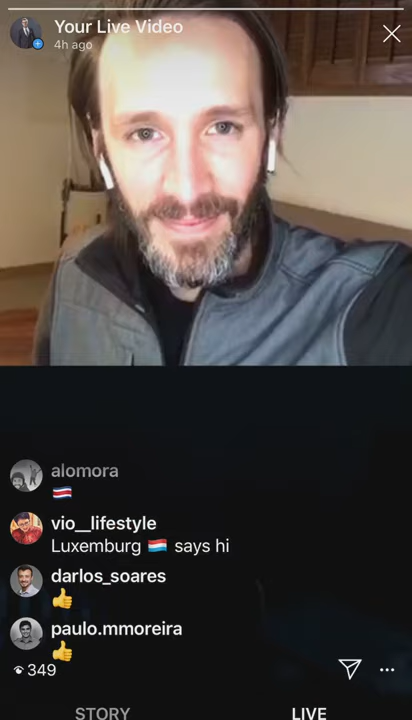 Your Live Video
4h ago
alomora
🇨🇷
vio__lifestyle
Luxemburg 🇱🇺 says hi
darlos_soares
👍
paulo.mmoreira
👍
349
STORY
LIVE